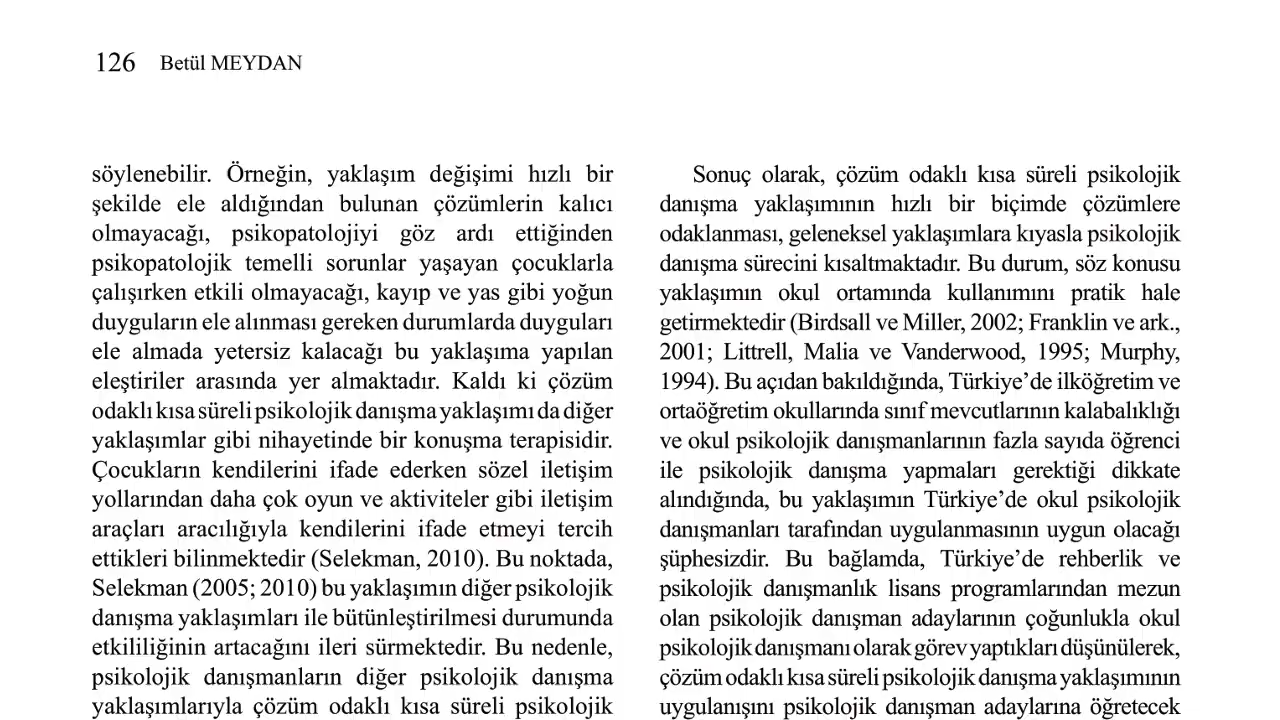 126 Betül MEYDAN
söylenebilir. Örneğin, yaklaşım değişimi hızlı bir
şekilde ele aldığından bulunan çözümlerin kalıcı
olmayacağı, psikopatolojiyi göz ardı ettiğinden
psikopatolojik temelli sorunlar yaşayan çocuklarla
çalışırken etkili olmayacağı, kayıp ve yas gibi yoğun
duyguların ele alınması gereken durumlarda duyguları
ele almada yetersiz kalacağı bu yaklaşıma yapılan
eleştiriler arasında yer almaktadır. Kaldı ki çözüm
odaklı kısa süreli psikolojik danışma yaklaşımı da diğer
yaklaşımlar gibi nihayetinde bir konuşma terapisidir.
Çocukların kendilerini ifade ederken sözel iletişim
yollarından daha çok oyun ve aktiviteler gibi iletişim
araçları aracılığıyla kendilerini ifade etmeyi tercih
ettikleri bilinmektedir (Selekman, 2010). Bu noktada,
Selekman (2005; 2010) bu yaklaşımın diğer psikolojik
danışma yaklaşımları ile bütünleştirilmesi durumunda
etkililiğinin artacağını ileri sürmektedir. Bu nedenle,
psikolojik danışmanların diğer psikolojik danışma
yaklaşımlarıyla çözüm odaklı kısa süreli psikolojik
Sonuç olarak, çözüm odaklı kısa süreli psikolojik
danışma yaklaşımının hızlı bir biçimde çözümlere
odaklanması, geleneksel yaklaşımlara kıyasla psikolojik
danışma sürecini kısaltmaktadır. Bu durum, söz konusu
yaklaşımın okul ortamında kullanımını pratik hale
getirmektedir (Birdsall ve Miller, 2002; Franklin ve ark.,
2001; Littrell, Malia ve Vanderwood, 1995; Murphy,
1994). Bu açıdan bakıldığında, Türkiye’de ilköğretim ve
ortaöğretim okullarında sınıf mevcutlarının kalabalıklığı
ve okul psikolojik danışmanlarının fazla sayıda öğrenci
ile psikolojik danışma yapmaları gerektiği dikkate
alındığında, bu yaklaşımın Türkiye’de okul psikolojik
danışmanları tarafından uygulanmasının uygun olacağı
şüphesizdir. Bu bağlamda, Türkiye’de rehberlik ve
psikolojik danışmanlık lisans programlarından mezun
olan psikolojik danışman adaylarının çoğunlukla okul
psikolojik danışmanı olarak görev yaptıkları düşünülerek,
çözüm odaklı kısa süreli psikolojik danışma yaklaşımının
uygulanışını psikolojik danışman adaylarına öğretecek